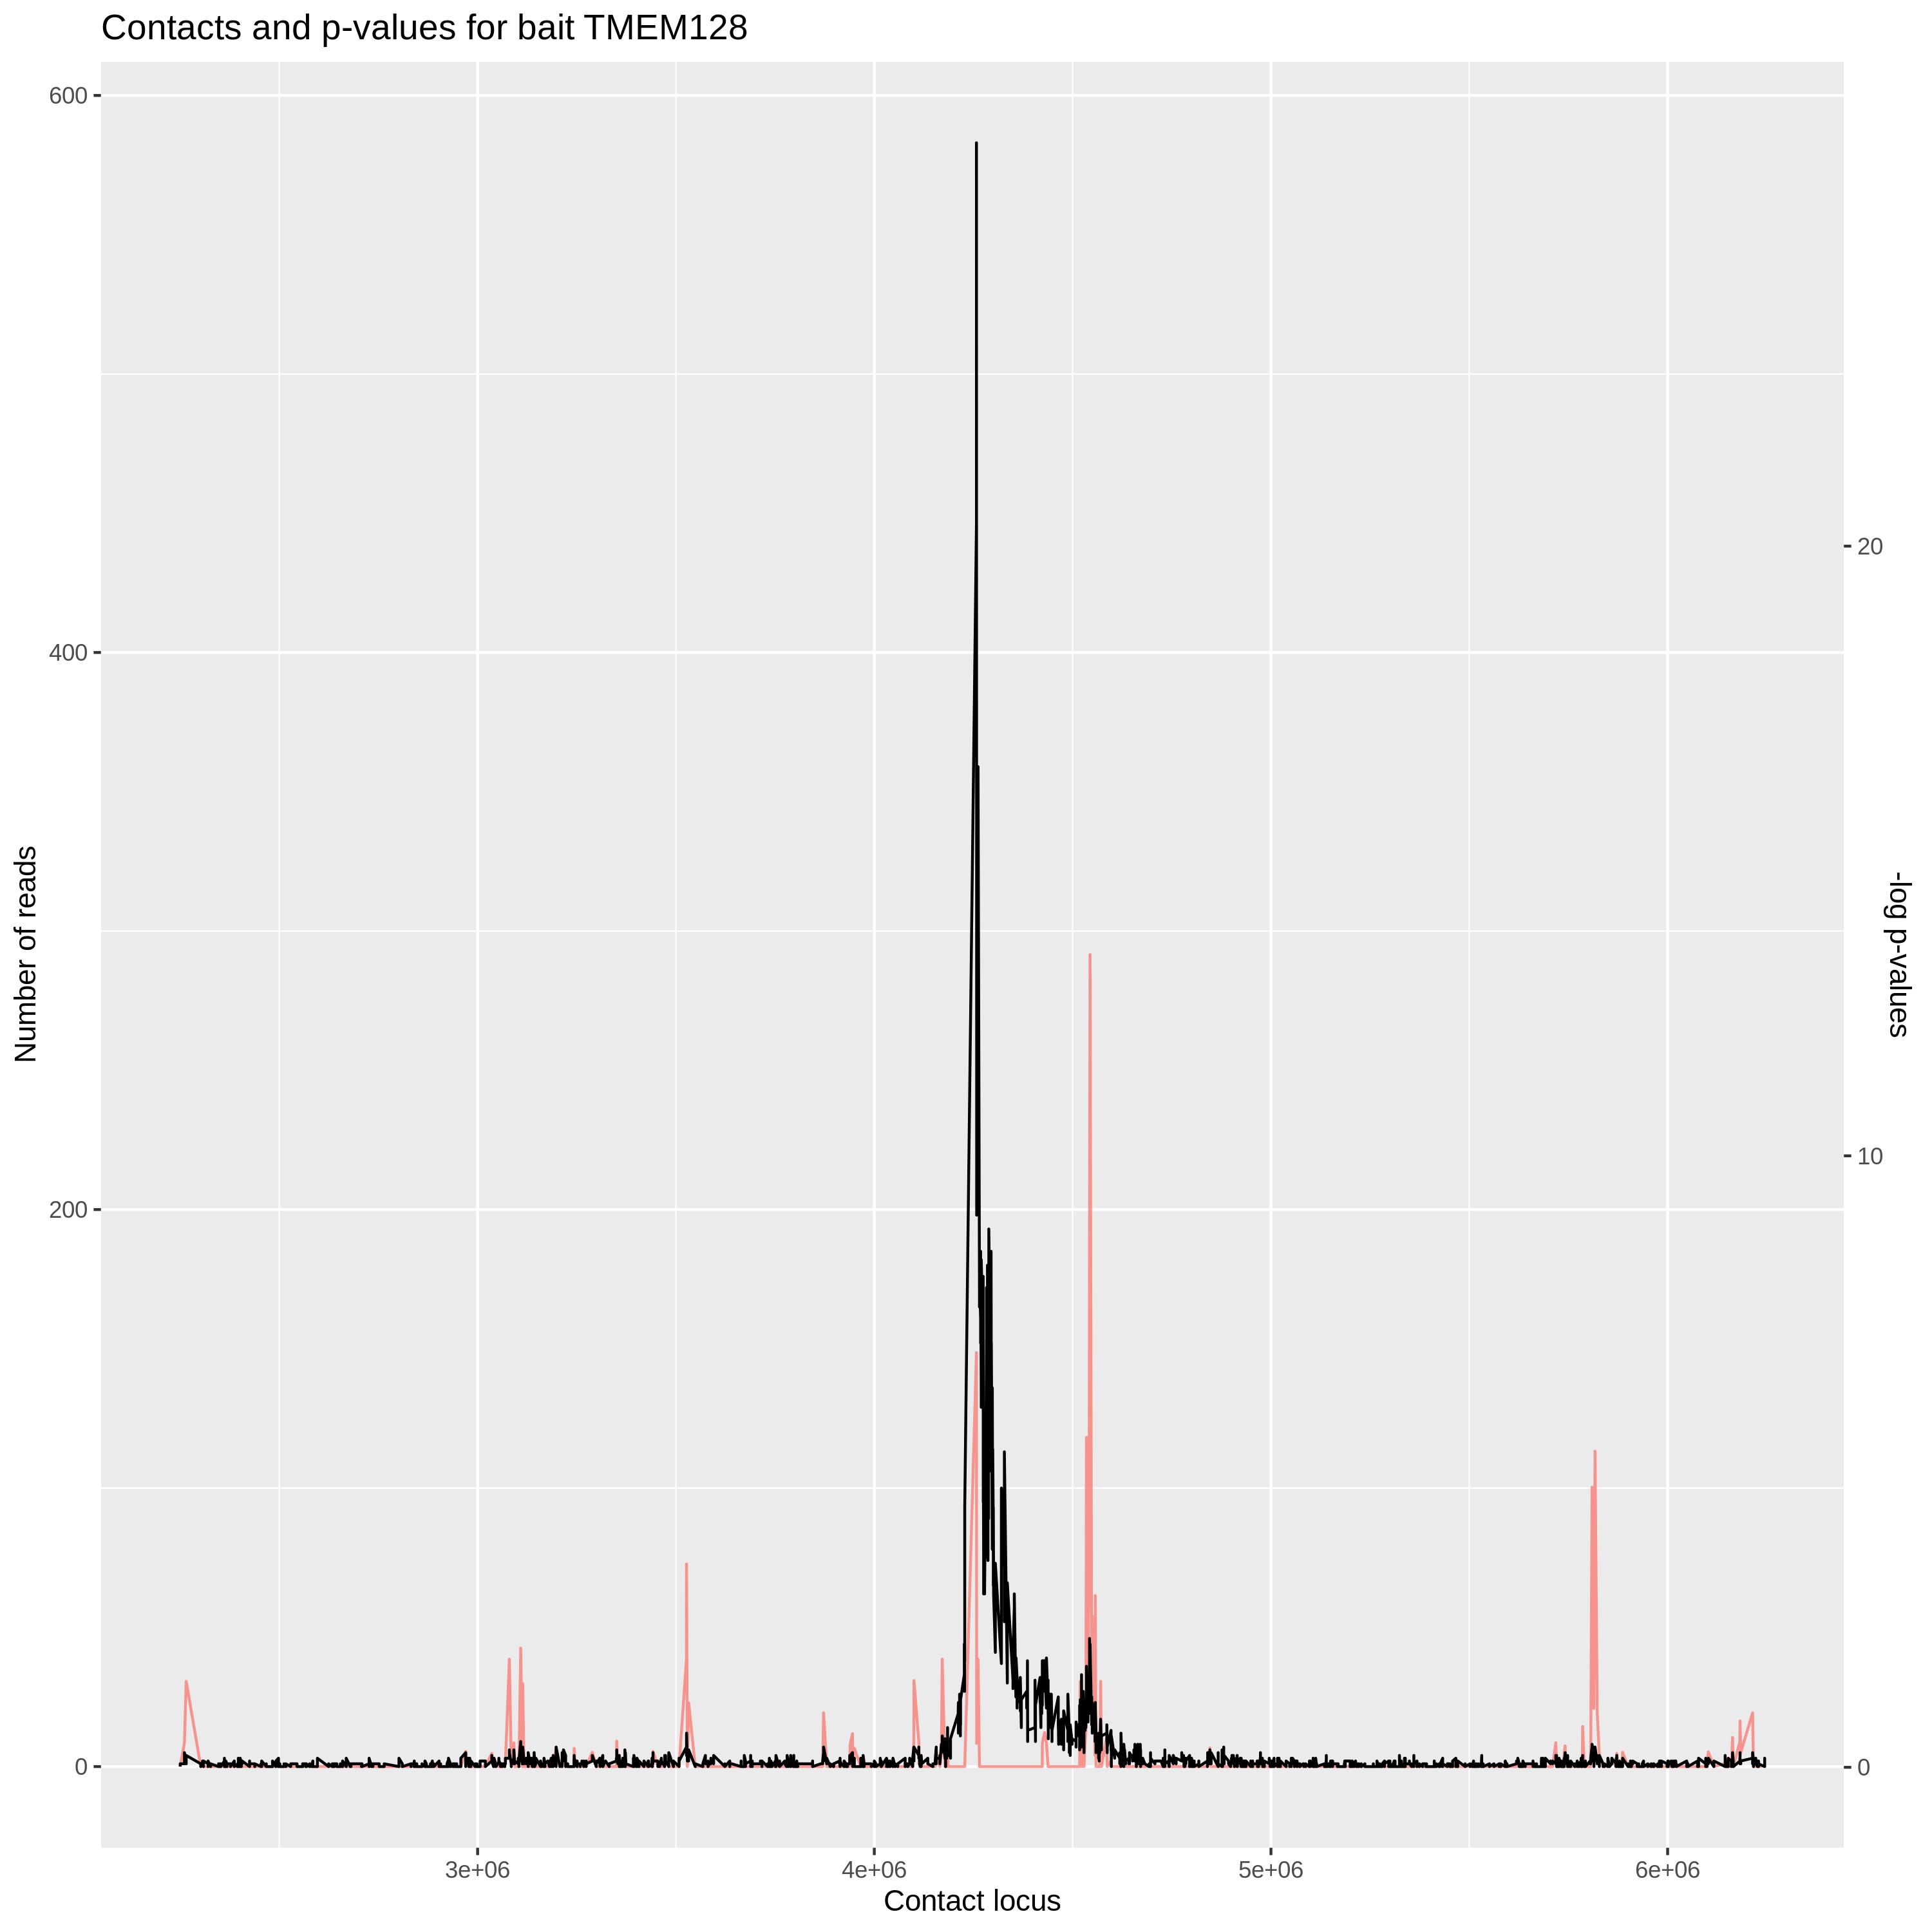 Contacts and p-values for bait TMEM128
600
400
200
0
Number of reads
20
10
0
-log p-values
3e+06
4e+06
5e+06
6e+06
Contact locus